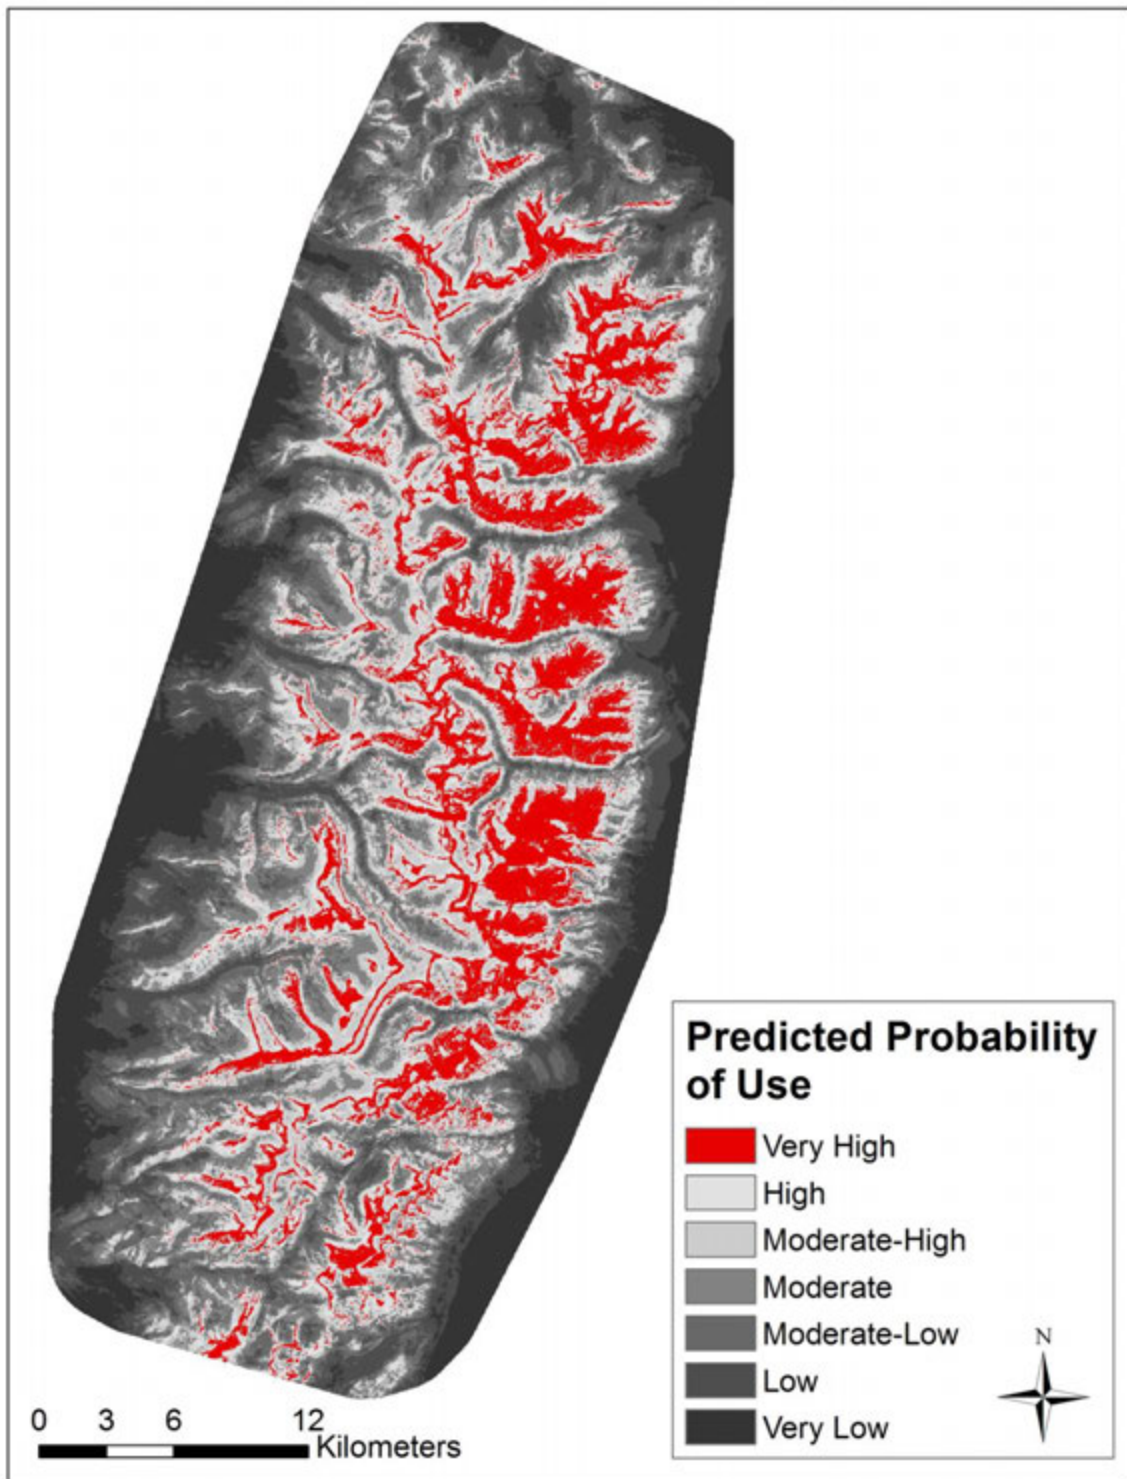 Predicted Probability
of Use
Very High
High
Moderate-High
Moderate
Moderate-Low
Low
Very Low
N
0 3 6 12
Kilometers